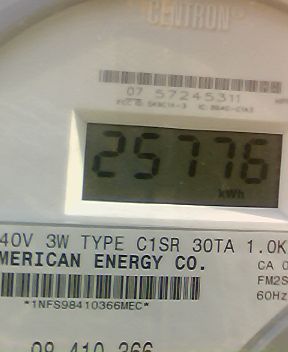 CENTRON®
07 57245311
25776
kWh
40V 3W TYPE C1SR 30TA 1.0K
MERICAN ENERGY CO.
CA 0
FM2S
60Hz
*1NFS98410366MEC*
98 410 366